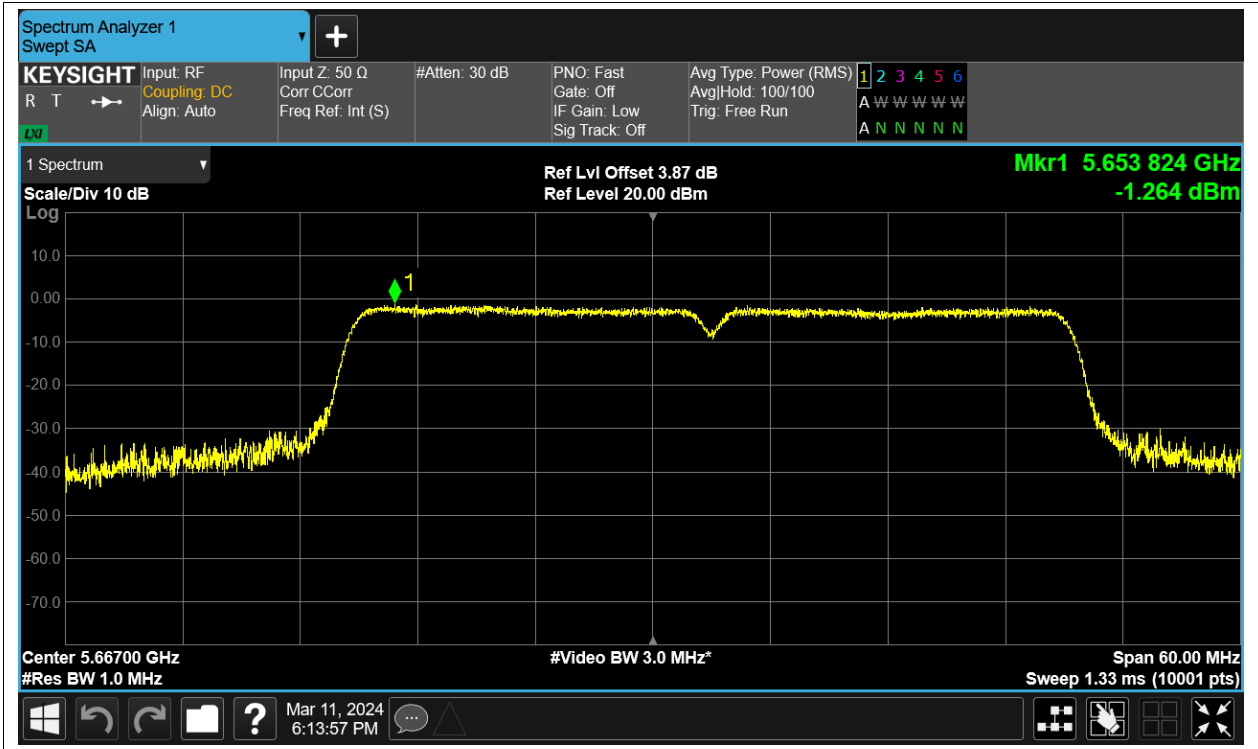 Spectrum Analyzer 1
Swept SA
KEYSIGHT
R T
LXI
Input: RF
Coupling: DC
Align: Auto
Input Z: 50 Ω
Corr CCorr
Freq Ref: Int (S)
#Atten: 30 dB
PNO: Fast
Gate: Off
IF Gain: Low
Sig Track: Off
Avg Type: Power (RMS)
Avg|Hold: 100/100
Trig: Free Run
1 2 3 4 5 6
A W W W W W
A N N N N N
1 Spectrum
Scale/Div 10 dB
Log
Ref Lvl Offset 3.87 dB
Ref Level 20.00 dBm
Mkr1 5.653 824 GHz
-1.264 dBm
10.0
0.00
-10.0
-20.0
-30.0
-40.0
-50.0
-60.0
-70.0
1
Center 5.66700 GHz
#Res BW 1.0 MHz
#Video BW 3.0 MHz*
Span 60.00 MHz
Sweep 1.33 ms (10001 pts)
?
Mar 11, 2024
6:13:57 PM